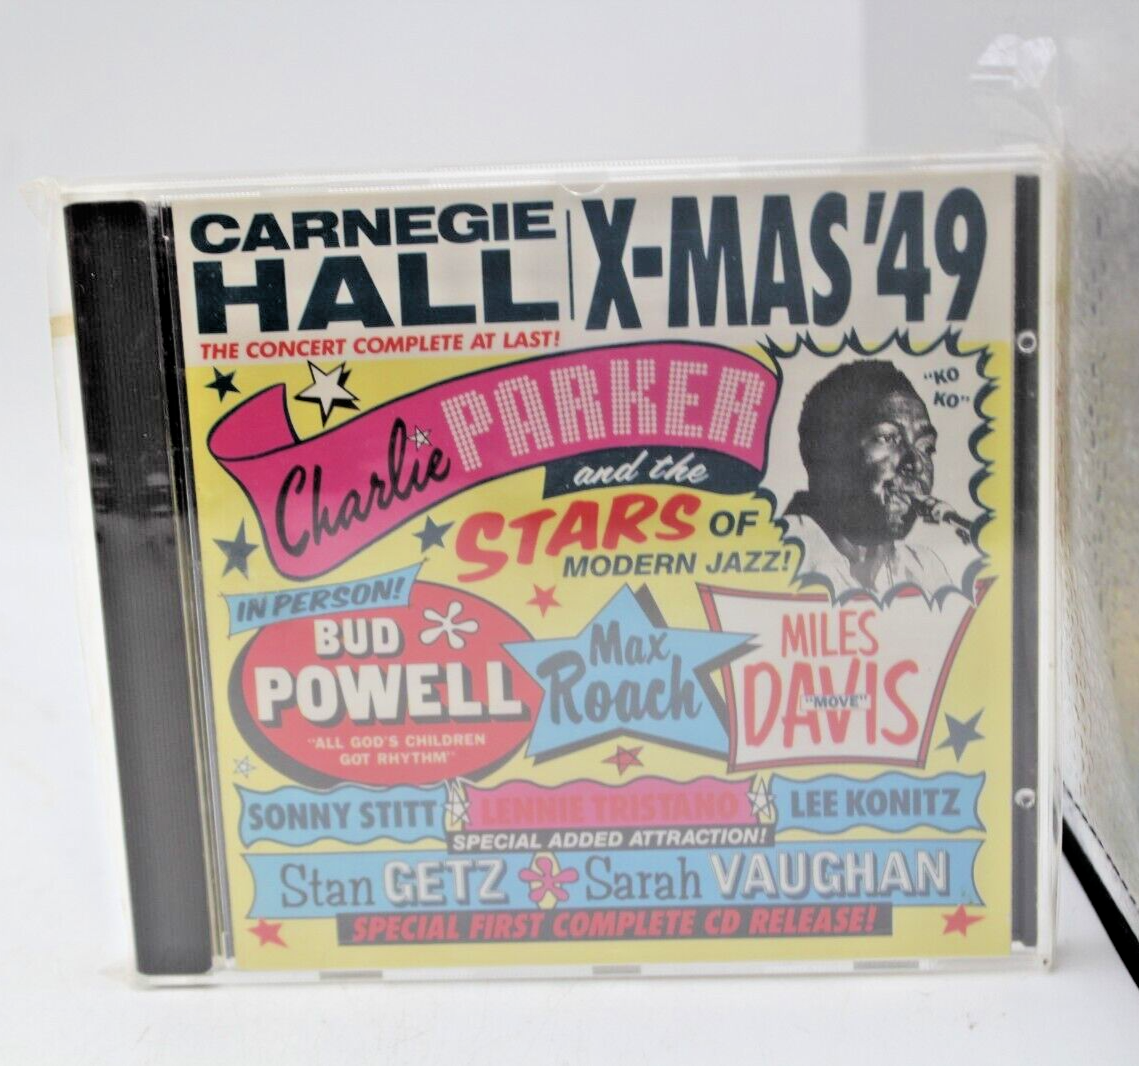 CARNEGIE
HALL
X-MAS '49
THE CONCERT COMPLETE AT LAST!
Charlie PARKER
"KO
KO"
and the
STARS OF
MODERN JAZZ!
IN PERSON!
BUD
POWELL
"ALL GOD'S CHILDREN
GOT RHYTHM"
Max
Roach
MILES
DAVIS
"MOVE"
SONNY STITT
LENNIE TRISTANO
LEE KONITZ
SPECIAL ADDED ATTRACTION!
Stan GETZ Sarah VAUGHAN
SPECIAL FIRST COMPLETE CD RELEASE!